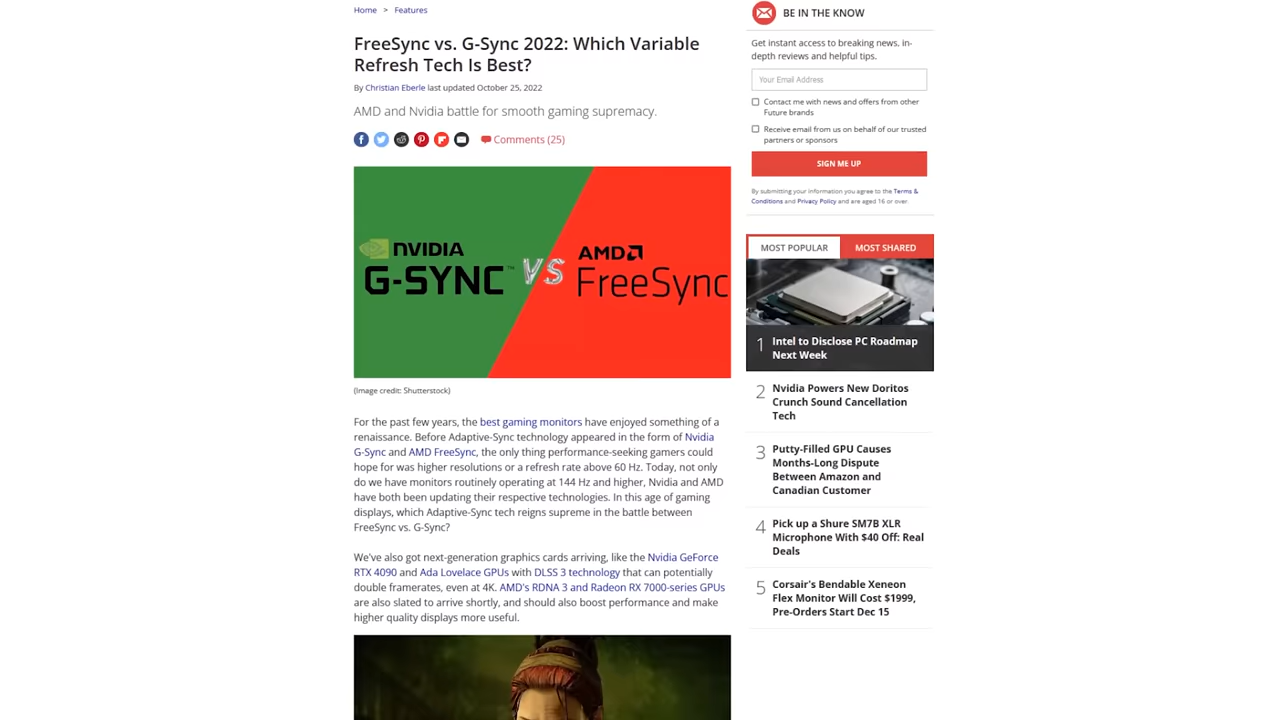 Home > Features
FreeSync vs. G-Sync 2022: Which Variable
Refresh Tech Is Best?
By Christian Eberle last updated October 25, 2022
AMD and Nvidia battle for smooth gaming supremacy.
Comments (25)
NVIDIA
G-SYNC™
VS
AMD
FreeSync
(Image credit: Shutterstock)
For the past few years, the best gaming monitors have enjoyed something of a
renaissance. Before Adaptive-Sync technology appeared in the form of Nvidia
G-Sync and AMD FreeSync, the only thing performance-seeking gamers could
hope for was higher resolutions or a refresh rate above 60 Hz. Today, not only
do we have monitors routinely operating at 144 Hz and higher, Nvidia and AMD
have both been updating their respective technologies. In this age of gaming
displays, which Adaptive-Sync tech reigns supreme in the battle between
FreeSync vs. G-Sync?
We've also got next-generation graphics cards arriving, like the Nvidia GeForce
RTX 4090 and Ada Lovelace GPUs with DLSS 3 technology that can potentially
double framerates, even at 4K. AMD's RDNA 3 and Radeon RX 7000-series GPUs
are also slated to arrive shortly, and should also boost performance and make
higher quality displays more useful.
BE IN THE KNOW
Get instant access to breaking news, in-
depth reviews and helpful tips.
Your Email Address
Contact me with news and offers from other
Future brands
Receive email from us on behalf of our trusted
partners or sponsors
SIGN ME UP
By submitting your information you agree to the Terms &
Conditions and Privacy Policy and are aged 16 or over.
MOST POPULAR
MOST SHARED
1 Intel to Disclose PC Roadmap
Next Week
2 Nvidia Powers New Doritos
Crunch Sound Cancellation
Tech
3 Putty-Filled GPU Causes
Months-Long Dispute
Between Amazon and
Canadian Customer
4 Pick up a Shure SM7B XLR
Microphone With $40 Off: Real
Deals
5 Corsair's Bendable Xeneon
Flex Monitor Will Cost $1999,
Pre-Orders Start Dec 15